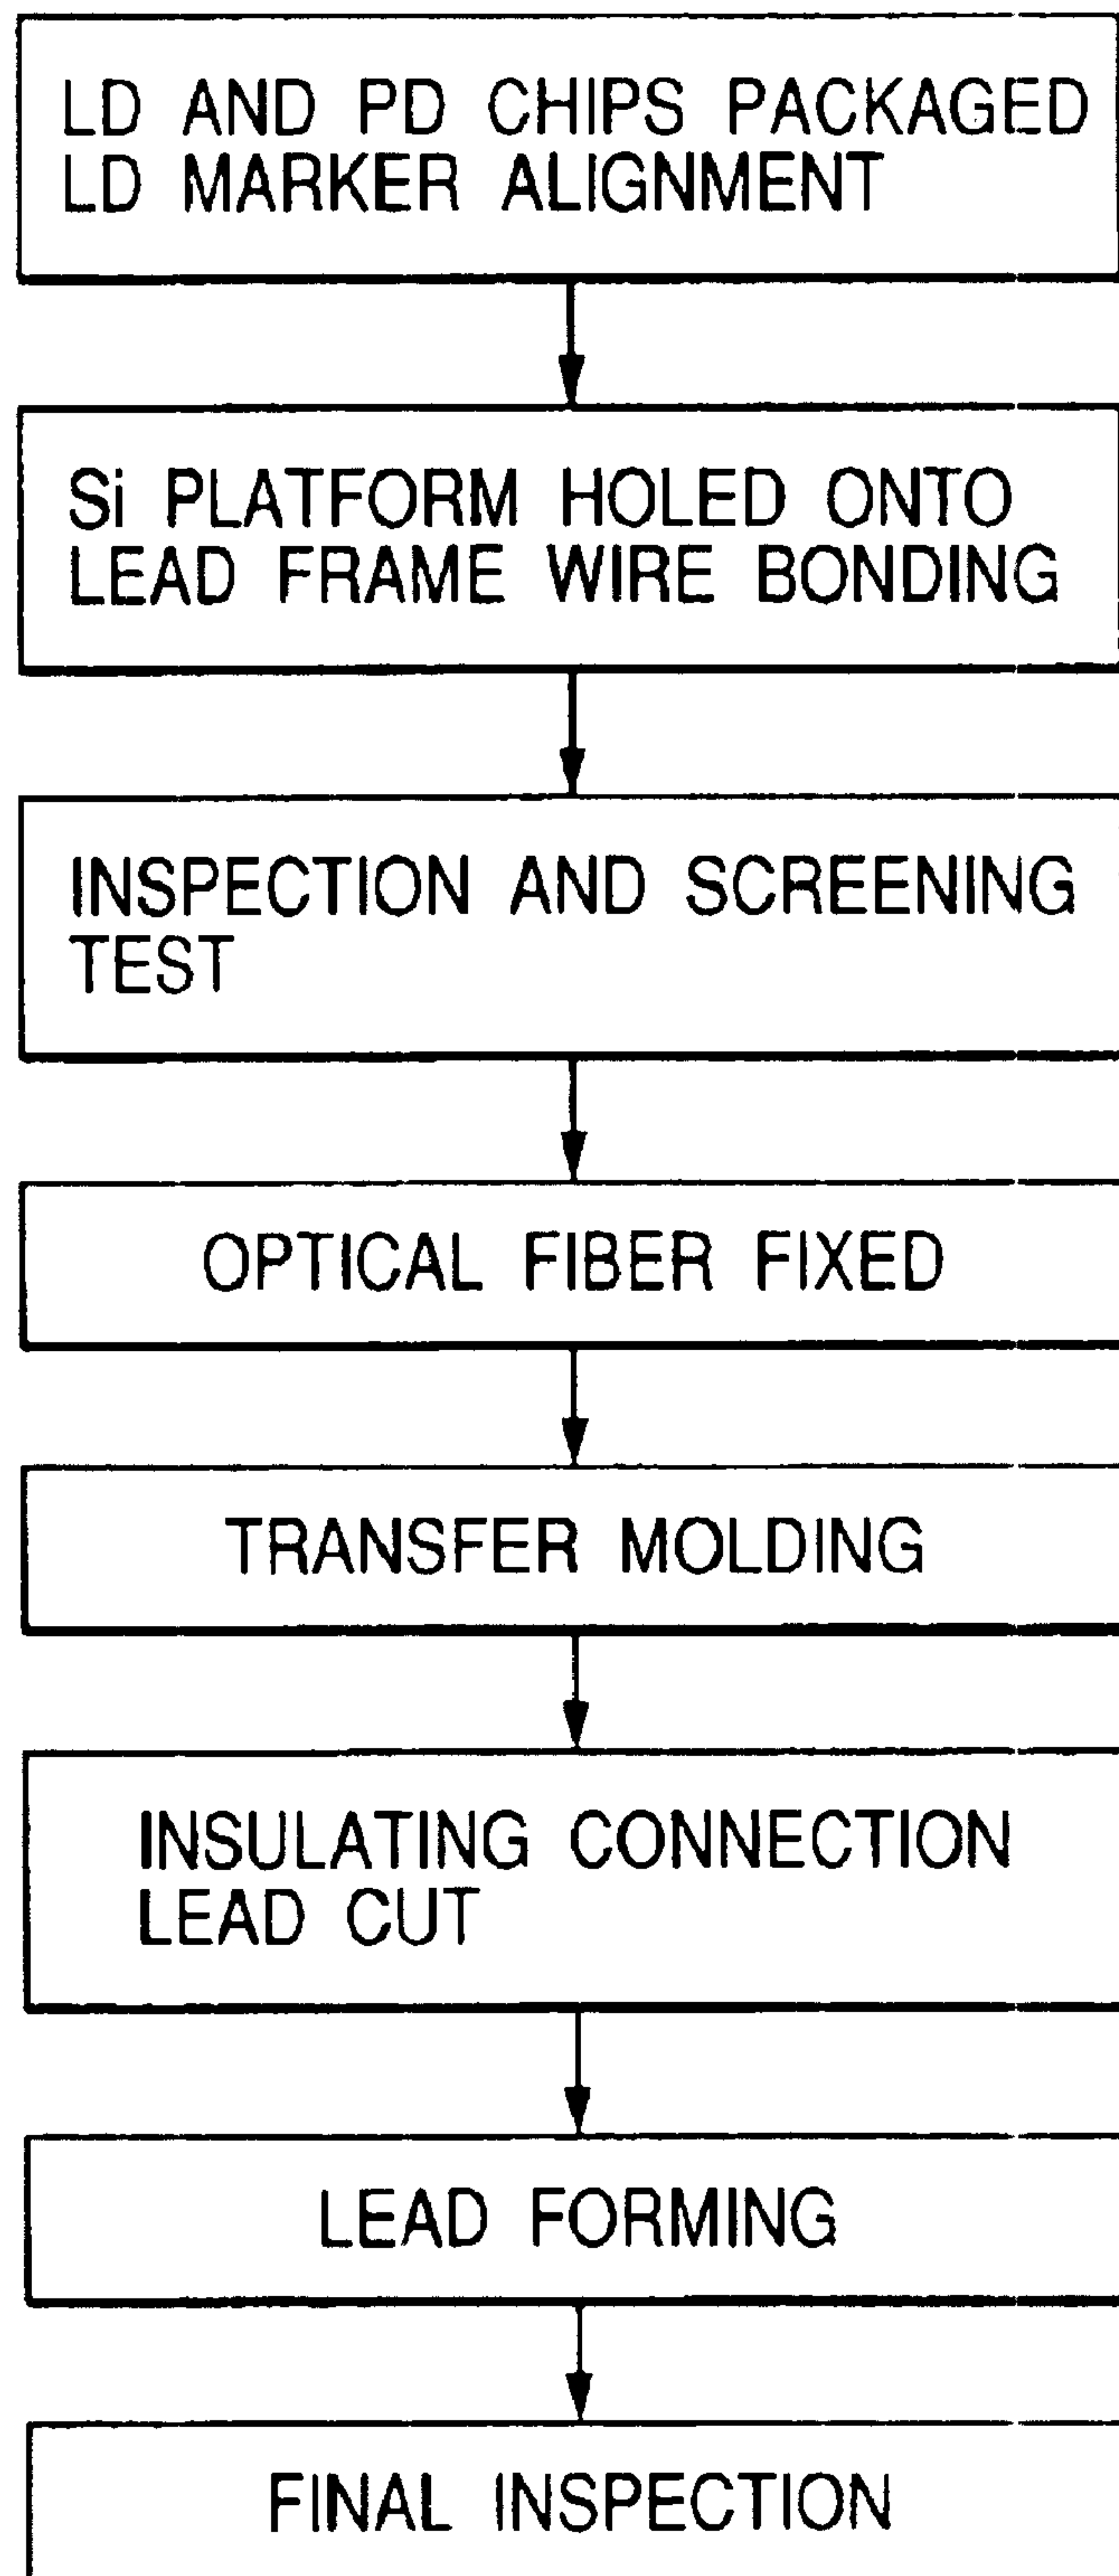 LD AND PD CHIPS PACKAGED
LD MARKER ALIGNMENT
Si PLATFORM HOLED ONTO
LEAD FRAME WIRE BONDING
INSPECTION AND SCREENING
TEST
OPTICAL FIBER FIXED
TRANSFER MOLDING
INSULATING CONNECTION
LEAD CUT
LEAD FORMING
FINAL INSPECTION